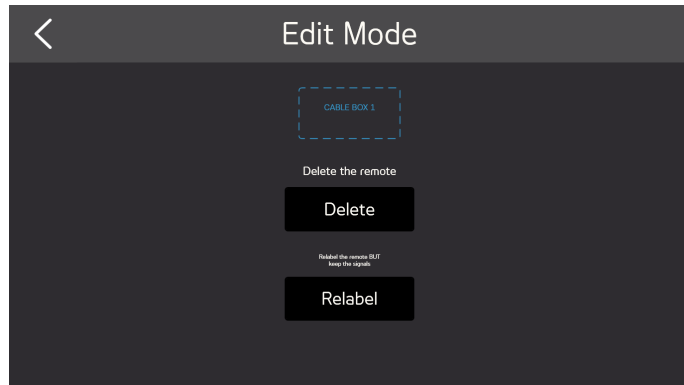 Edit Mode
CABLE BOX 1
Delete the remote
Delete
Relabel the remote BUT
keep the signals
Relabel